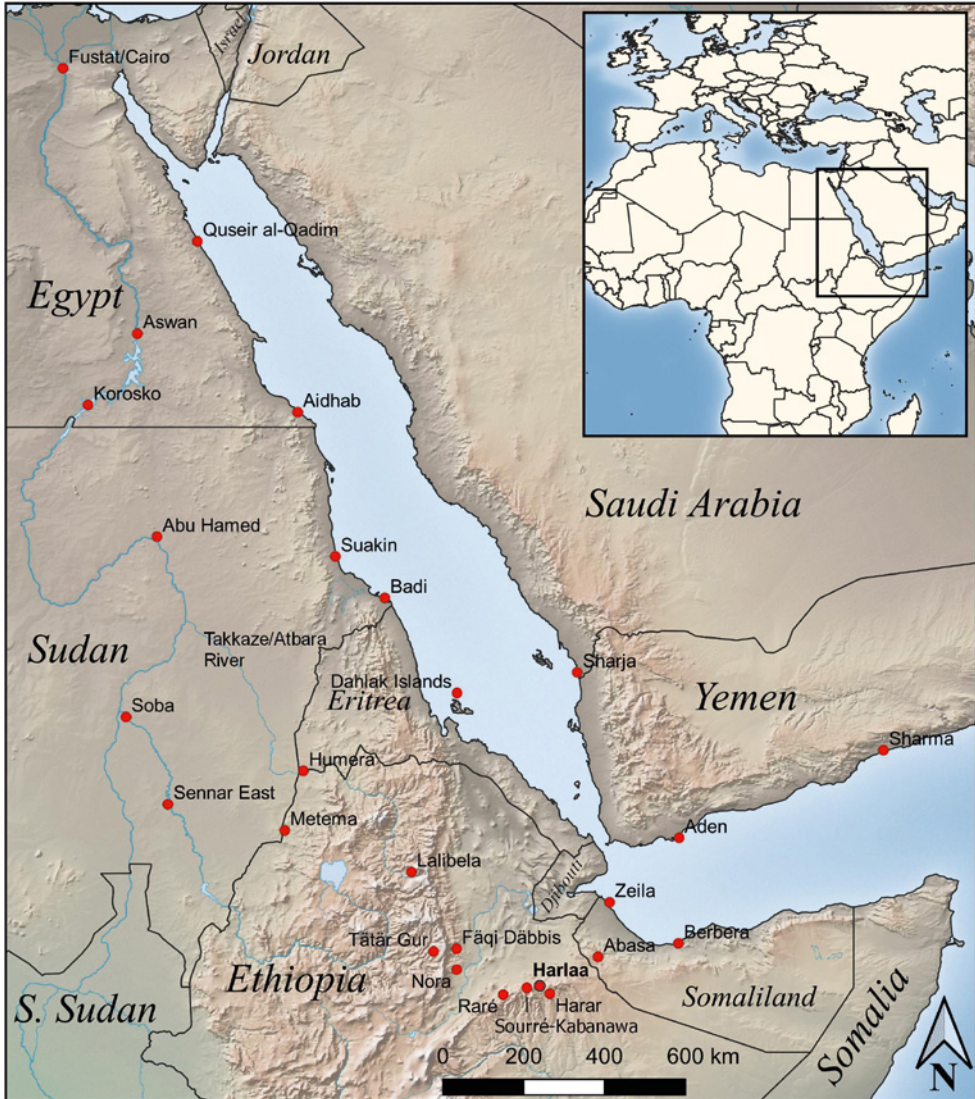 Israel
Jordan
Fustat/Cairo
Quseir al-Qadim
Egypt
Aswan
Korosko
Aidhab
Saudi Arabia
Abu Hamed
Suakin
Badi
Sudan
Takkaze/Atbara
River
Sharja
Dahlak Islands
Eritrea
Yemen
Soba
Sharma
Humera
Sennar East
Metema
Aden
Lalibela
Djibouti
Zeila
Tätär Gur
Fäqi Däbbis
Abasa
Berbera
Ethiopia
Nora
Harlaa
Raré
Harar
Sourré-Kabanawa
Somaliland
S. Sudan
Somalia
0 200 400 600 km
N